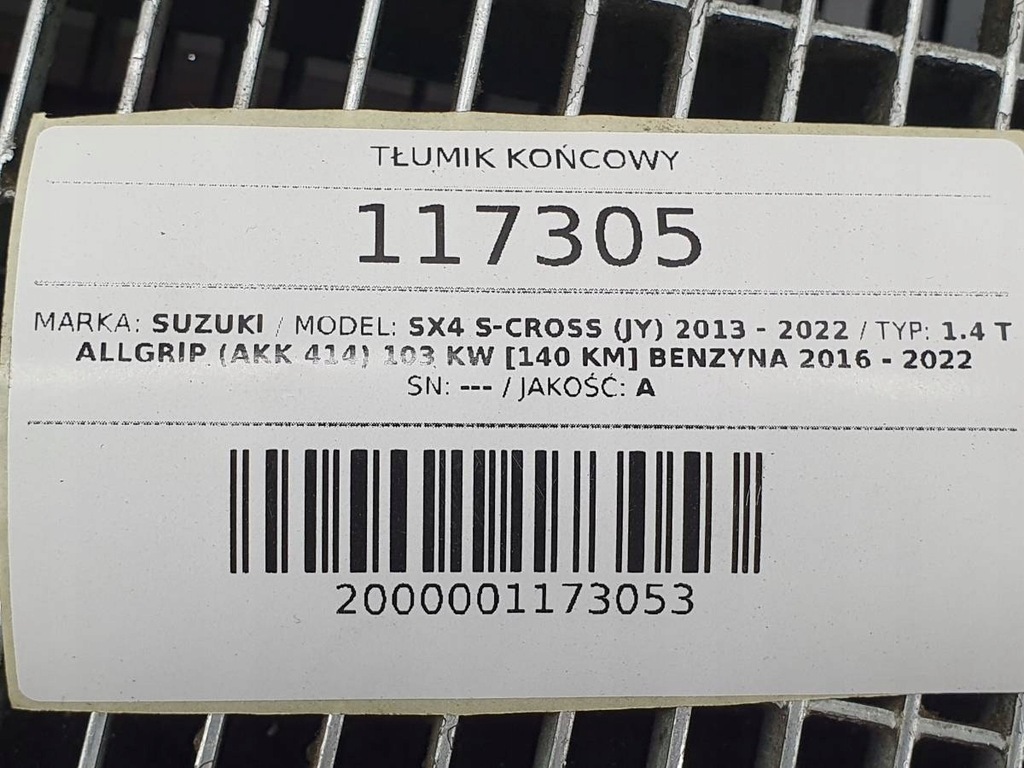 TŁUMIK KOŃCOWY
117305
MARKA: SUZUKI / MODEL: SX4 S-CROSS (JY) 2013 - 2022 / TYP: 1.4 T
ALLGRIP (AKK 414) 103 KW [140 KM] BENZYNA 2016 - 2022
SN: --- / JAKOŚĆ: A
2000001173053